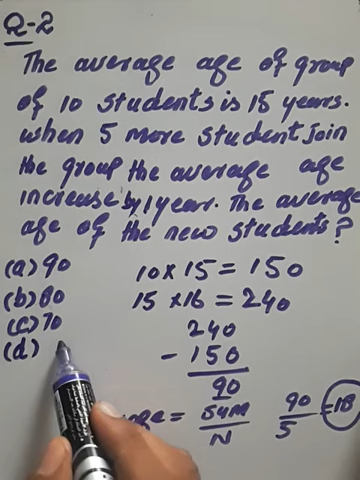 Q-2
The average age of group
of 10 students is 15 years.
when 5 more student join
the group the average age
increase by 1 year. The average
age of the new students?
(a) 90
(b) 80
(c) 70
(d)
10 x 15 = 150
15 x 16 = 240
240
- 150
90
= sum
N
90
5
= 18